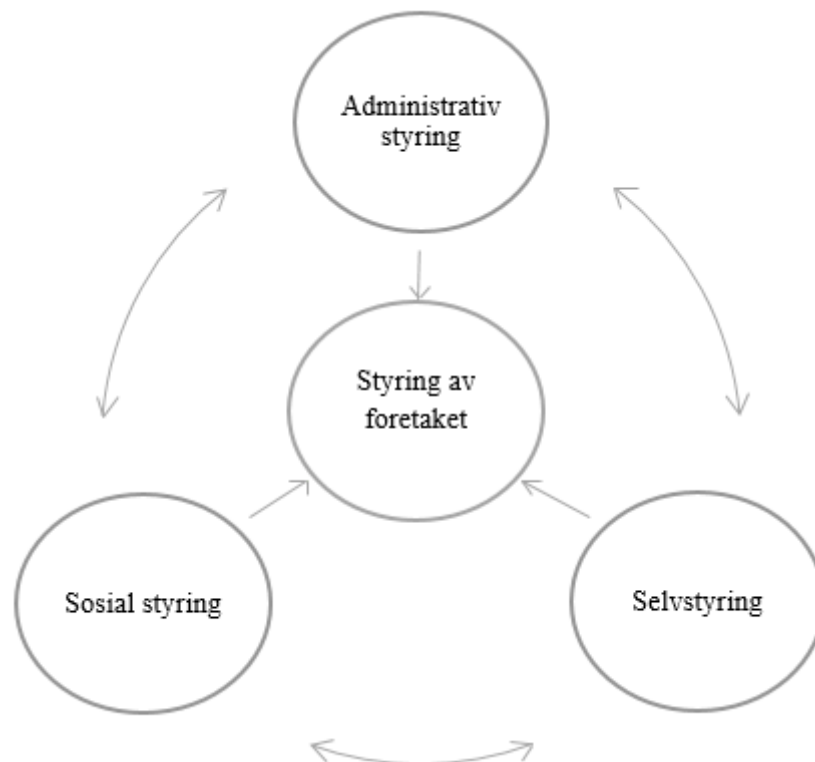 Administrativ
styring
Styring av
foretaket
Sosial styring
Selvstyring